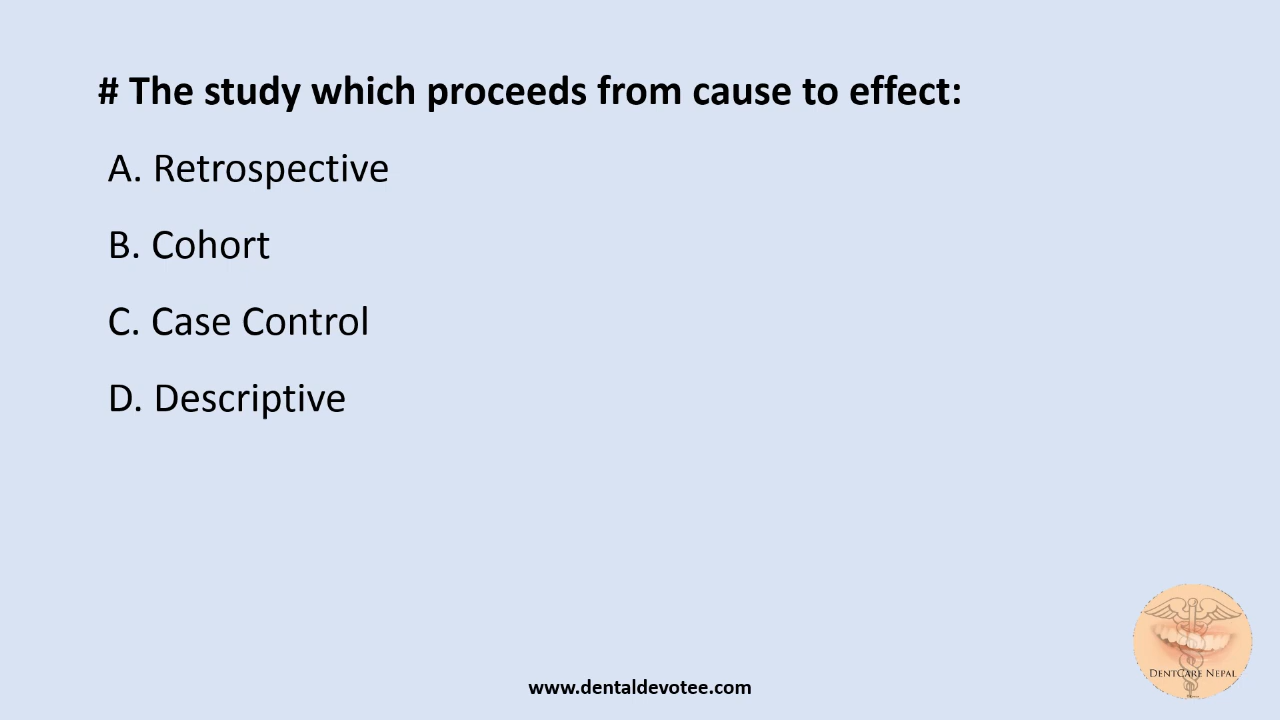 # The study which proceeds from cause to effect:
A. Retrospective
B. Cohort
C. Case Control
D. Descriptive
DentCare Nepal
www.dentaldevotee.com